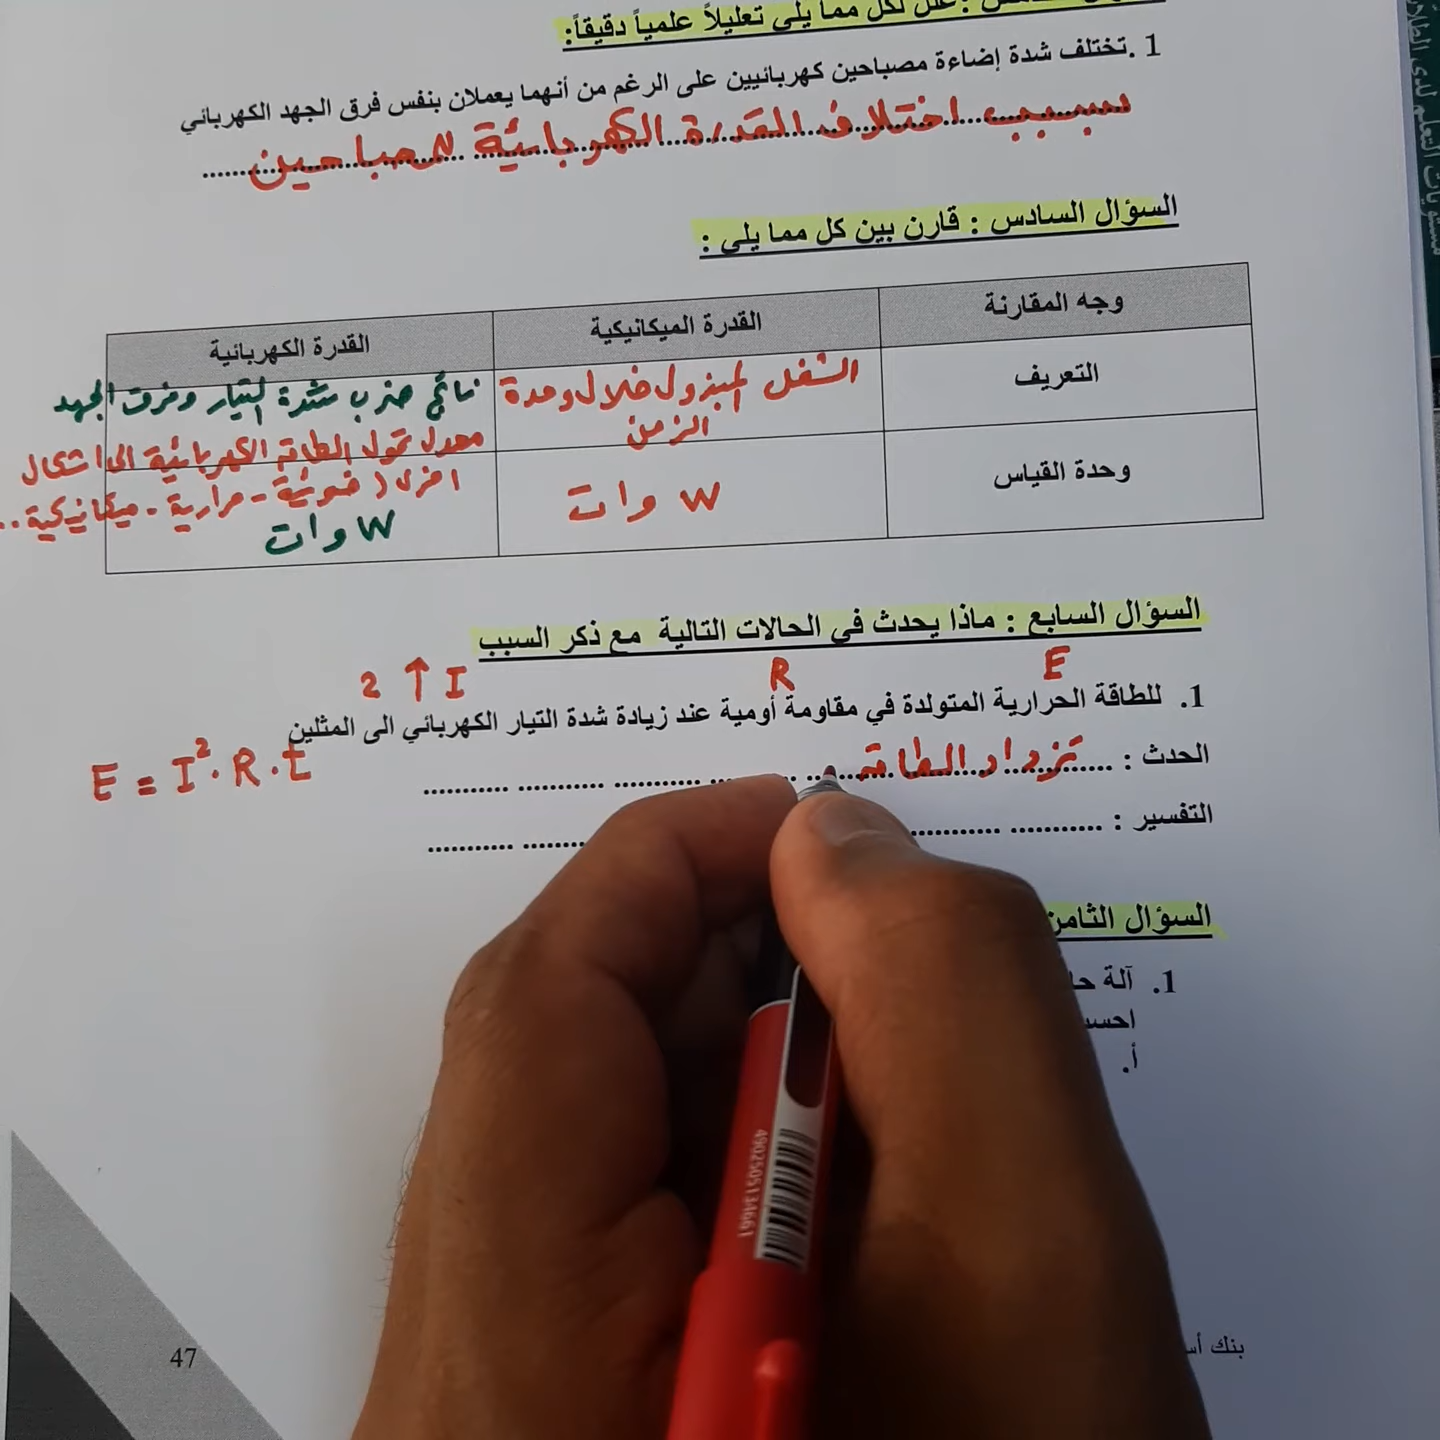 علل لكل مما يلي تعليلاً علمياً دقيقاً:
1 .تختلف شدة إضاءة مصباحين كهربائيين على الرغم من أنهما يعملان بنفس فرق الجهد الكهربائي
بسبب اختلاف القدرة الكهربائية للمصباحين
السؤال السادس : قارن بين كل مما يلي :
وجه المقارنة القدرة الميكانيكية القدرة الكهربائية
التعريف
الشغل المبذول خلال وحدة
الزمن
ناتج ضرب شدة التيار وفرق الجهد
معدل تحول الطاقة الكهربائية الى اشكال
اخرى ( ضوئية - حرارية - ميكانيكية ..
وحدة القياس
W وات
W وات
السؤال السابع : ماذا يحدث في الحالات التالية مع ذكر السبب
E R I ↑ 2
1. للطاقة الحرارية المتولدة في مقاومة أومية عند زيادة شدة التيار الكهربائي الى المثلين
E = I². R . t
الحدث : تزداد الطاقة
التفسير :
السؤال الثامن
1. آلة
أ.
47
بنك
4902505134661